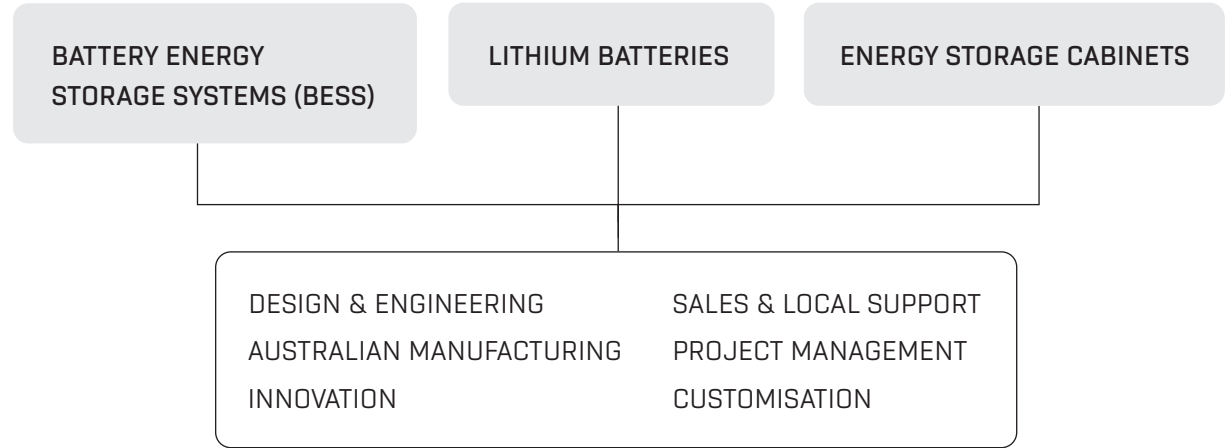 BATTERY ENERGY
STORAGE SYSTEMS (BESS)
LITHIUM BATTERIES
ENERGY STORAGE CABINETS
DESIGN & ENGINEERING
AUSTRALIAN MANUFACTURING
INNOVATION
SALES & LOCAL SUPPORT
PROJECT MANAGEMENT
CUSTOMISATION